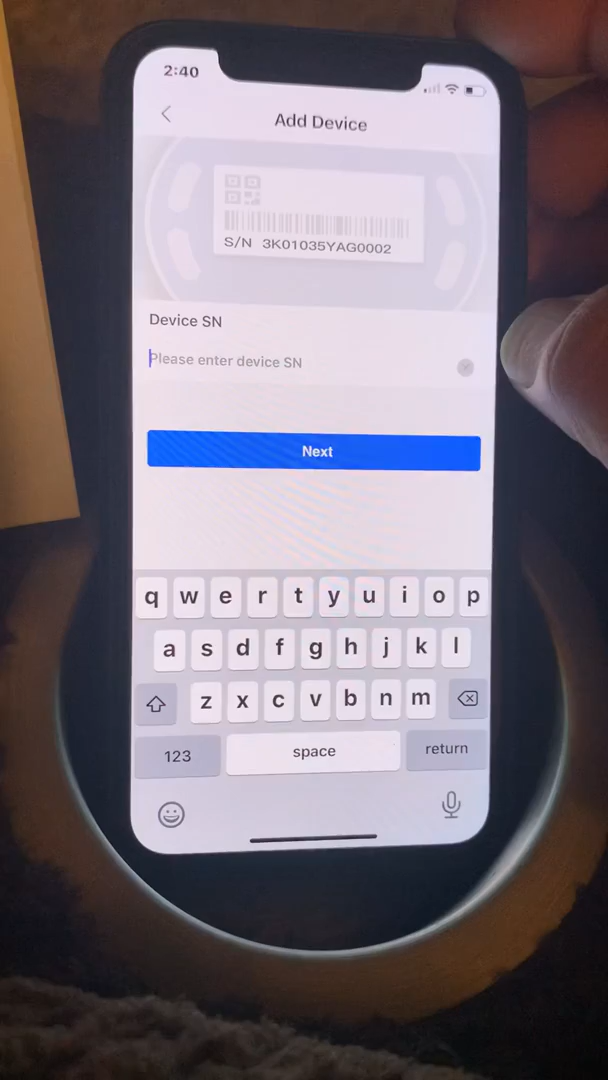 2:40
Add Device
S/N 3K01035YAG0002
Device SN
Please enter device SN
Next
q w e r t y u i o p
a s d f g h j k l
z x c v b n m
123 space return